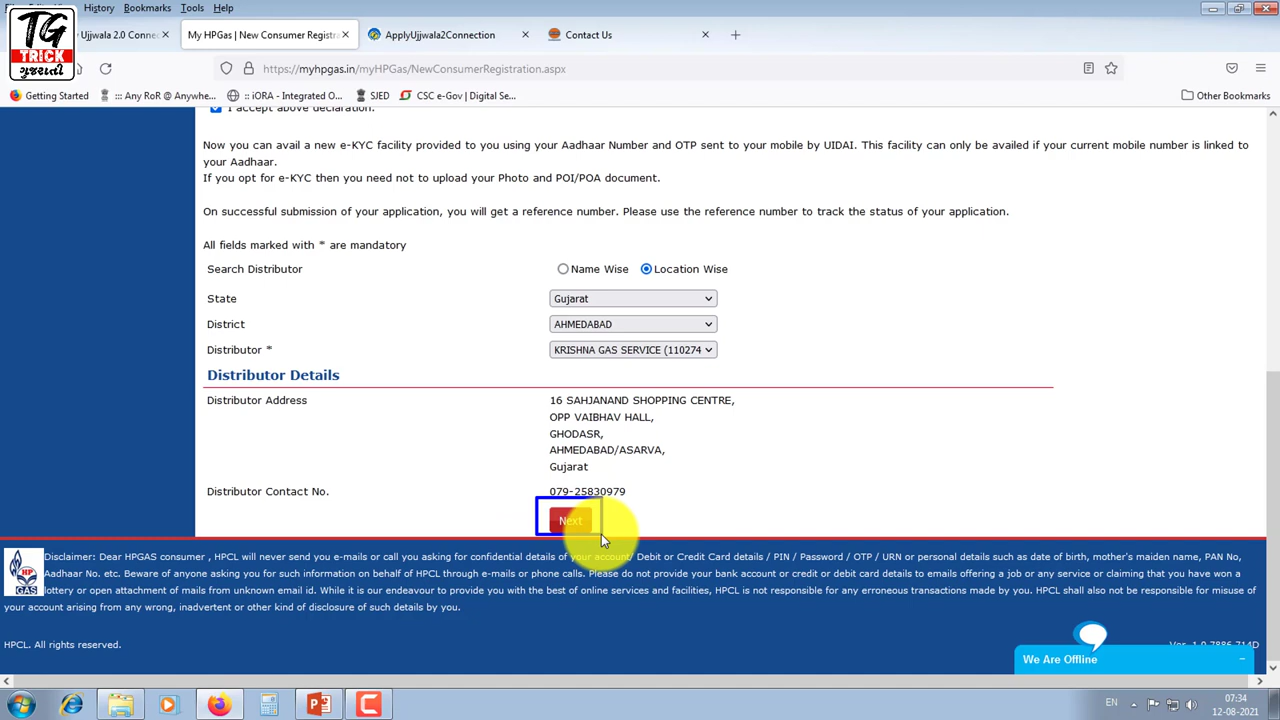 History Bookmarks Tools Help
TG
TRICK
ગુજરાતી
Ujjwala 2.0 Conne
My HPGas | New Consumer Registra
ApplyUjjwala2Connection
Contact Us
https://myhpgas.in/myHPGas/NewConsumerRegistration.aspx
Getting Started
::: Any RoR @ Anywhe...
:: iORA - Integrated O...
SJED
CSC e-Gov | Digital Se...
Other Bookmarks
I accept above declaration.
Now you can avail a new e-KYC facility provided to you using your Aadhaar Number and OTP sent to your mobile by UIDAI. This facility can only be availed if your current mobile number is linked to
your Aadhaar.
If you opt for e-KYC then you need not to upload your Photo and POI/POA document.
On successful submission of your application, you will get a reference number. Please use the reference number to track the status of your application.
All fields marked with * are mandatory
Search Distributor Name Wise Location Wise
State Gujarat
District AHMEDABAD
Distributor * KRISHNA GAS SERVICE (110274
Distributor Details
Distributor Address 16 SAHJANAND SHOPPING CENTRE,
OPP VAIBHAV HALL,
GHODASR,
AHMEDABAD/ASARVA,
Gujarat
Distributor Contact No. 079-25830979
Next
HP GAS
Disclaimer: Dear HPGAS consumer , HPCL will never send you e-mails or call you asking for confidential details of your account/ Debit or Credit Card details / PIN / Password / OTP / URN or personal details such as date of birth, mother's maiden name, PAN No,
Aadhaar No. etc. Beware of anyone asking you for such information on behalf of HPCL through e-mails or phone calls. Please do not provide your bank account or credit or debit card details to emails offering a job or any service or claiming that you have won a
lottery or open attachment of mails from unknown email id. While it is our endeavour to provide you with the best of online services and facilities, HPCL is not responsible for any erroneous transactions made by you. HPCL shall also not be responsible for misuse of
your account arising from any wrong, inadvertent or other kind of disclosure of such details by you.
HPCL. All rights reserved.
Ver. 1.0.7886.714D
We Are Offline
EN
07:34
12-08-2021